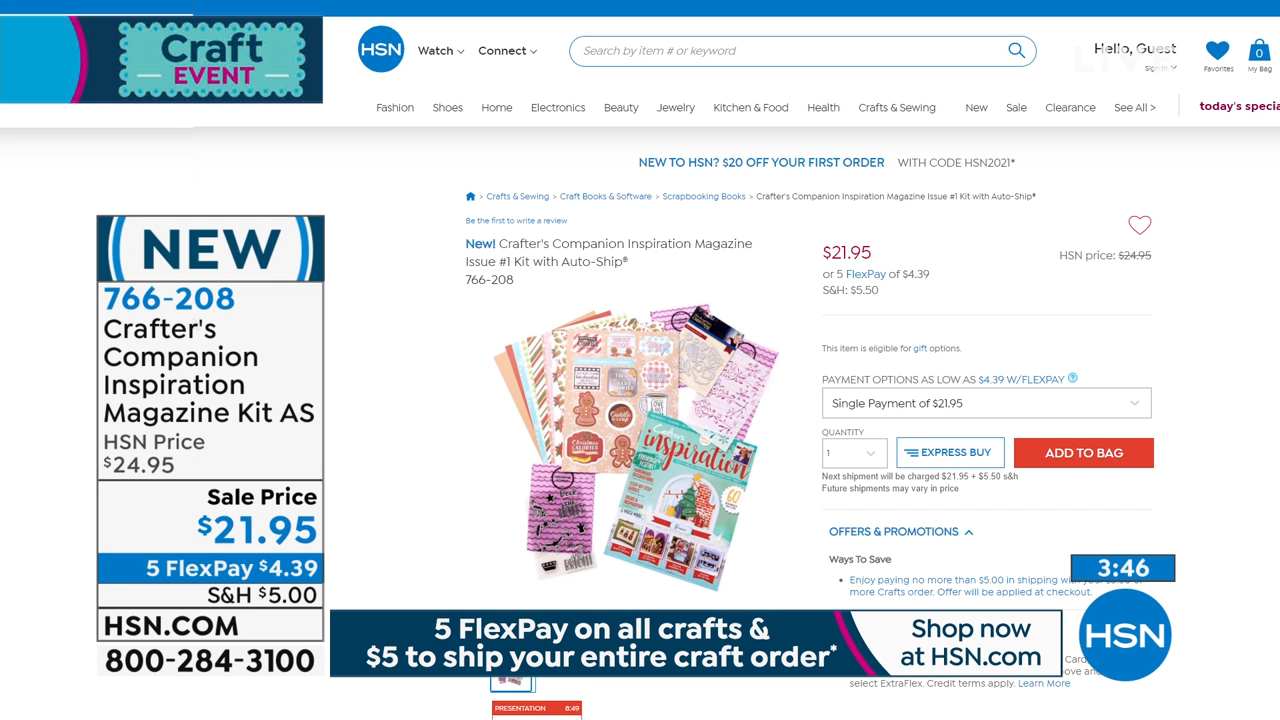 Craft
EVENT
HSN
Watch
Connect
Search by item # or keyword
LIVE
Hello, Guest
Sign In
Favorites
0
My Bag
Fashion
Shoes
Home
Electronics
Beauty
Jewelry
Kitchen & Food
Health
Crafts & Sewing
New
Sale
Clearance
See All >
today's specia
NEW TO HSN? $20 OFF YOUR FIRST ORDER WITH CODE HSN2021*
> Crafts & Sewing > Craft Books & Software > Scrapbooking Books > Crafter's Companion Inspiration Magazine Issue #1 Kit with Auto-Ship®
Be the first to write a review
New! Crafter's Companion Inspiration Magazine
Issue #1 Kit with Auto-Ship®
766-208
$21.95
HSN price: $24.95
or 5 FlexPay of $4.39
S&H: $5.50
This item is eligible for gift options.
PAYMENT OPTIONS AS LOW AS $4.39 W/FLEXPAY
Single Payment of $21.95
QUANTITY
1
EXPRESS BUY
ADD TO BAG
Next shipment will be charged $21.95 + $5.50 s&h
Future shipments may vary in price
OFFERS & PROMOTIONS
Ways To Save
• Enjoy paying no more than $5.00 in shipping with your
more Crafts order. Offer will be applied at checkout.
select ExtraFlex. Credit terms apply. Learn More
PRESENTATION 8:49
inspiration
NEW
766-208
Crafter's
Companion
Inspiration
Magazine Kit AS
HSN Price
$24.95
Sale Price
$21.95
5 FlexPay $4.39
S&H $5.00
HSN.COM
800-284-3100
3:46
5 FlexPay on all crafts &
$5 to ship your entire craft order*
Shop now
at HSN.com
HSN